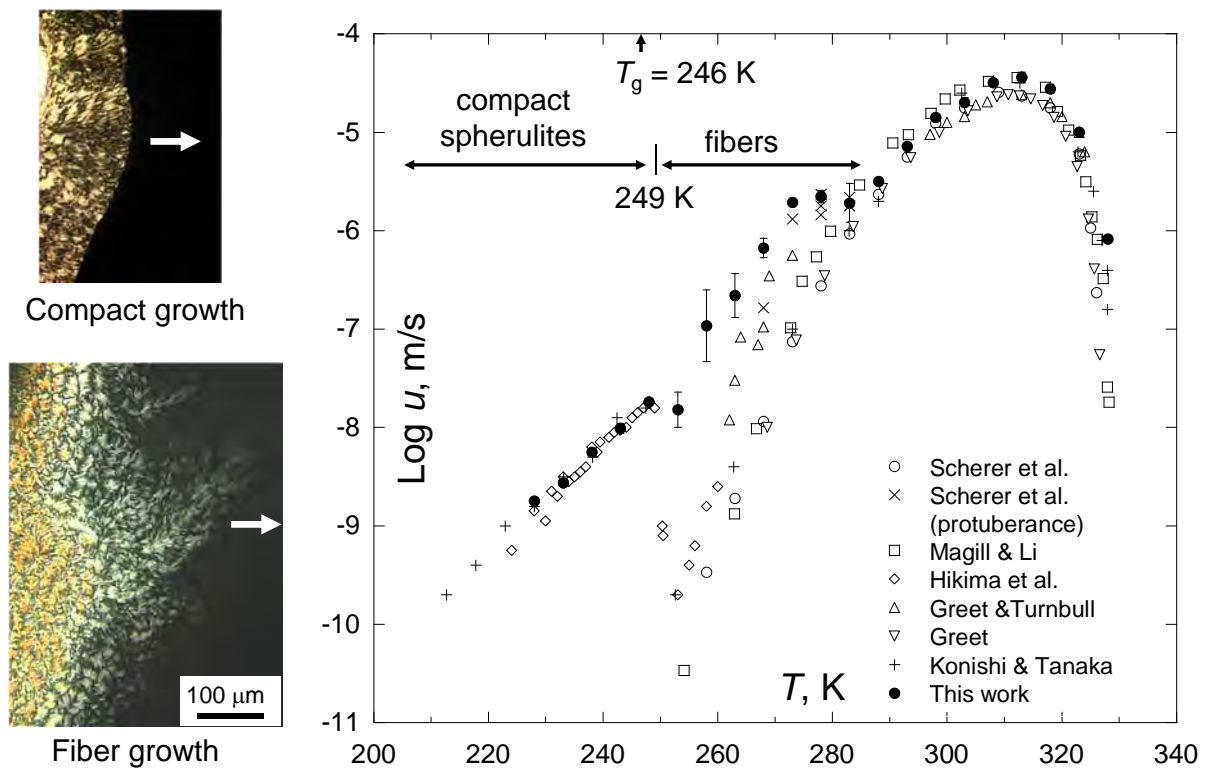 Compact growth
100 μm
Fiber growth
-4
-5
-6
-7
-8
-9
-10
-11
Log u, m/s
Tg = 246 K
compact
spherulites
fibers
249 K
Scherer et al.
Scherer et al.
(protuberance)
Magill & Li
Hikima et al.
Greet &Turnbull
Greet
Konishi & Tanaka
This work
T, K
200 220 240 260 280 300 320 340